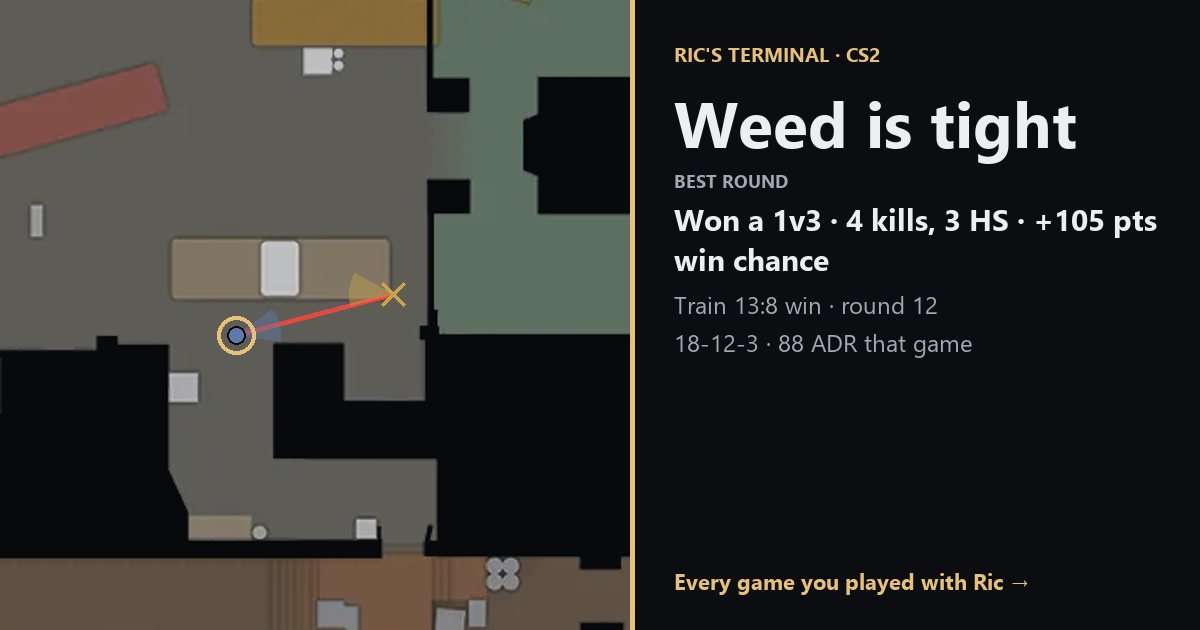 RIC'S TERMINAL · CS2
Weed is tight
BEST ROUND
Won a 1v3 · 4 kills, 3 HS · +105 pts
win chance
Train 13:8 win · round 12
18-12-3 · 88 ADR that game
Every game you played with Ric →